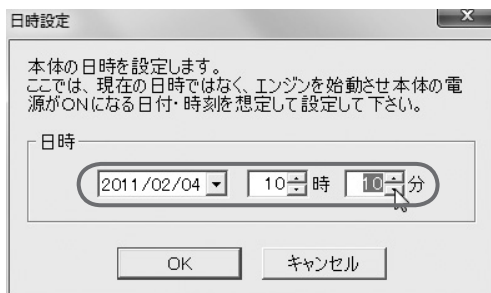 日時設定
本体の日時を設定します。
ここでは、現在の日時ではなく、エンジンを始動させ本体の電
源がONになる日付・時刻を想定して設定して下さい。
日時
2011/02/04 10 時 10 分
OK キャンセル